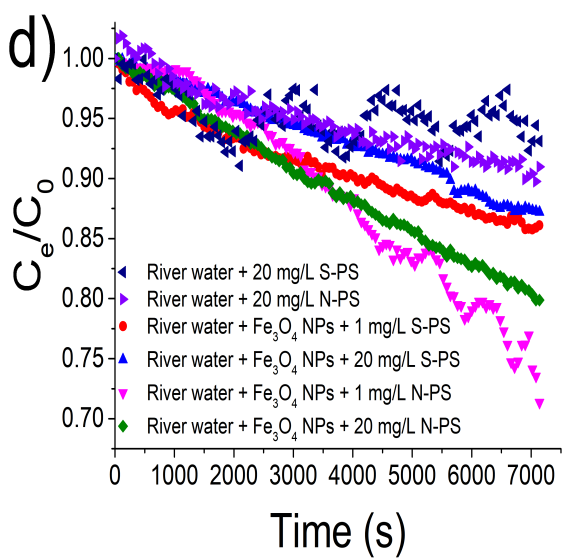 d)
1.00
0.95
0.90
0.85
0.80
0.75
0.70
Cₑ/C₀
River water + 20 mg/L S-PS
River water + 20 mg/L N-PS
River water + Fe₃O₄ NPs + 1 mg/L S-PS
River water + Fe₃O₄ NPs + 20 mg/L S-PS
River water + Fe₃O₄ NPs + 1 mg/L N-PS
River water + Fe₃O₄ NPs + 20 mg/L N-PS
0 1000 2000 3000 4000 5000 6000 7000
Time (s)